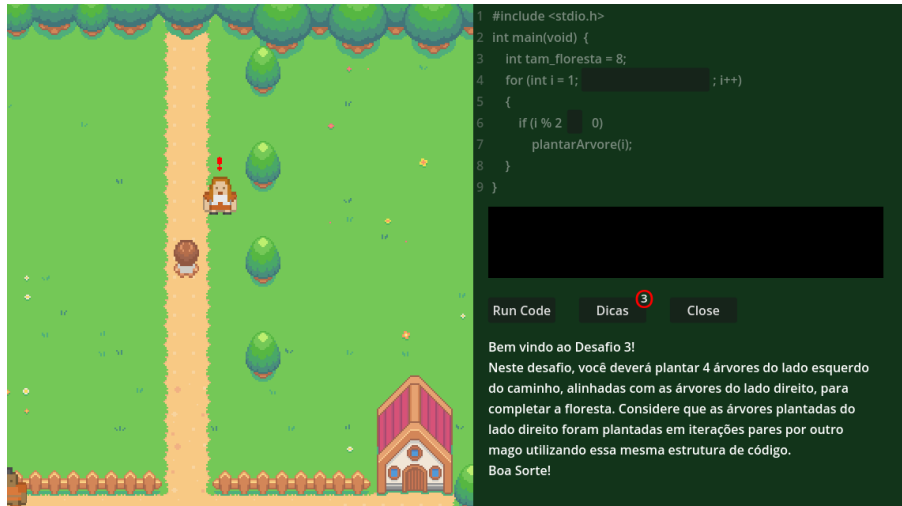 !
1 #include <stdio.h>
2 int main(void) {
3 int tam_floresta = 8;
4 for (int i = 1; ; i++)
5 {
6 if (i % 2 0)
7 plantarArvore(i);
8 }
9 }
Run Code
Dicas
3
Close
Bem vindo ao Desafio 3!
Neste desafio, você deverá plantar 4 árvores do lado esquerdo
do caminho, alinhadas com as árvores do lado direito, para
completar a floresta. Considere que as árvores plantadas do
lado direito foram plantadas em iterações pares por outro
mago utilizando essa mesma estrutura de código.
Boa Sorte!